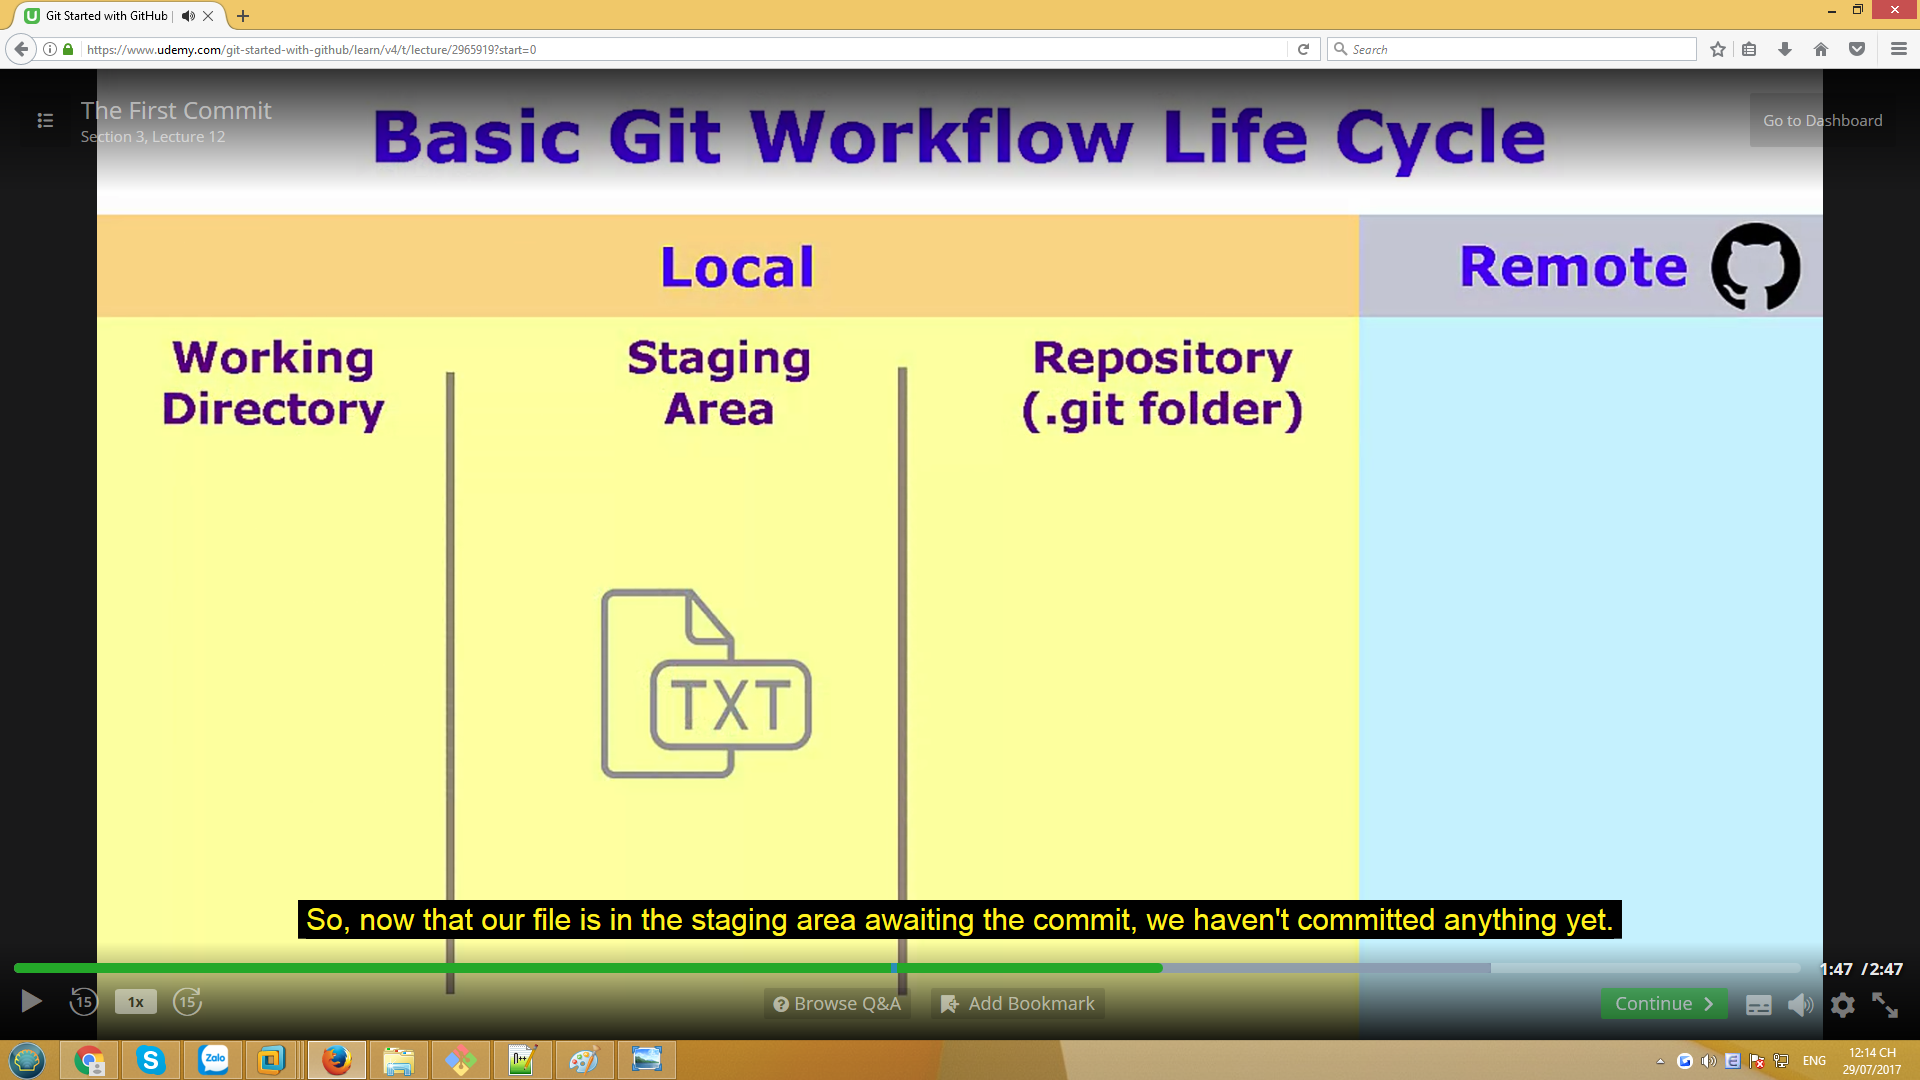 Git Started with GitHub |
https://www.udemy.com/git-started-with-github/learn/v4/t/lecture/2965919?start=0
Search
The First Commit
Section 3, Lecture 12
Go to Dashboard
Basic Git Workflow Life Cycle
Local
Remote
Working
Directory
Staging
Area
Repository
(.git folder)
TXT
So, now that our file is in the staging area awaiting the commit, we haven't committed anything yet.
1:47 / 2:47
15
1x
15
Browse Q&A
Add Bookmark
Continue
Zalo
ENG
12:14 CH
29/07/2017